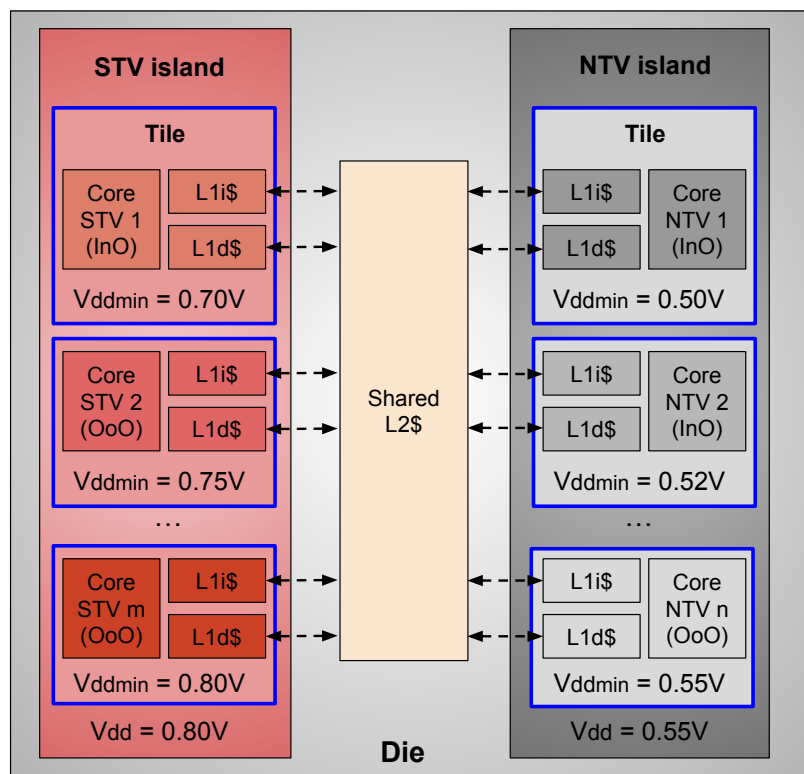 STV island
Tile
Core
STV 1
(InO)
L1i$
L1d$
Vddmin = 0.70V
Core
STV 2
(OoO)
L1i$
L1d$
Vddmin = 0.75V
...
Core
STV m
(OoO)
L1i$
L1d$
Vddmin = 0.80V
Vdd = 0.80V
Shared
L2$
Die
NTV island
Tile
L1i$
L1d$
Core
NTV 1
(InO)
Vddmin = 0.50V
L1i$
L1d$
Core
NTV 2
(InO)
Vddmin = 0.52V
...
L1i$
L1d$
Core
NTV n
(OoO)
Vddmin = 0.55V
Vdd = 0.55V